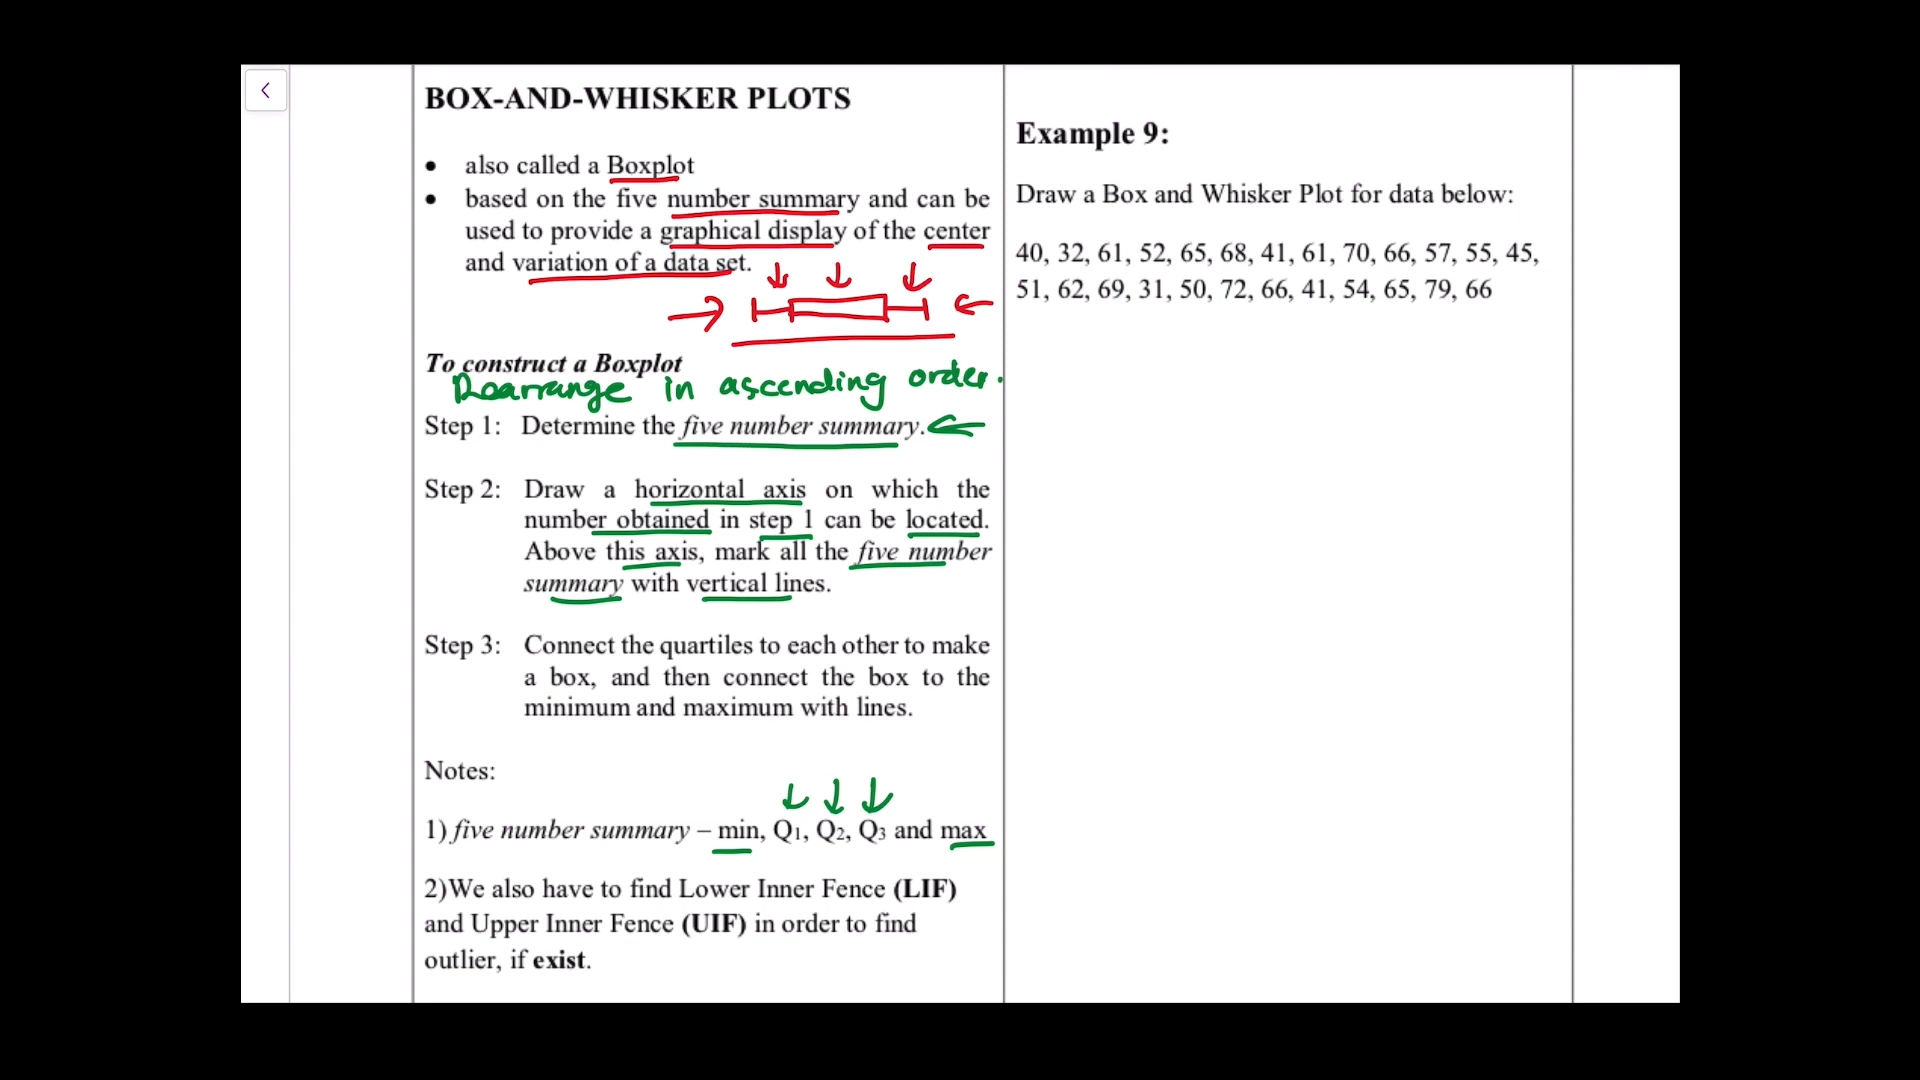 BOX-AND-WHISKER PLOTS
• also called a Boxplot
• based on the five number summary and can be
used to provide a graphical display of the center
and variation of a data set.
To construct a Boxplot
Rearrange in ascending order.
Step 1: Determine the five number summary.
Step 2: Draw a horizontal axis on which the
number obtained in step 1 can be located.
Above this axis, mark all the five number
summary with vertical lines.
Step 3: Connect the quartiles to each other to make
a box, and then connect the box to the
minimum and maximum with lines.
Notes:
1) five number summary – min, Q1, Q2, Q3 and max
2)We also have to find Lower Inner Fence (LIF)
and Upper Inner Fence (UIF) in order to find
outlier, if exist.
Example 9:
Draw a Box and Whisker Plot for data below:
40, 32, 61, 52, 65, 68, 41, 61, 70, 66, 57, 55, 45,
51, 62, 69, 31, 50, 72, 66, 41, 54, 65, 79, 66